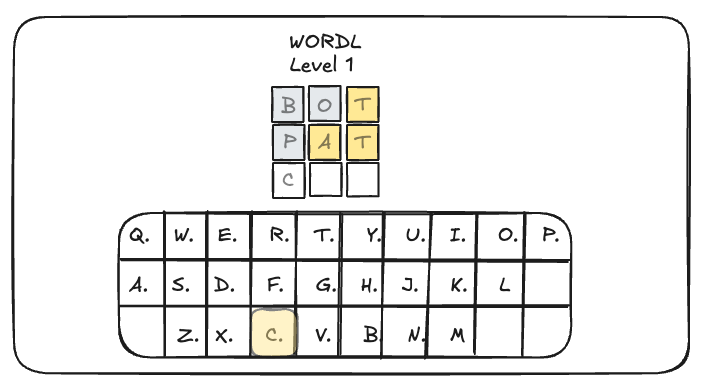 WORDL
Level 1
B O T
P A T
C
Q. W. E. R. T. Y. U. I. O. P.
A. S. D. F. G. H. J. K. L
Z. X. C. V. B. N. M